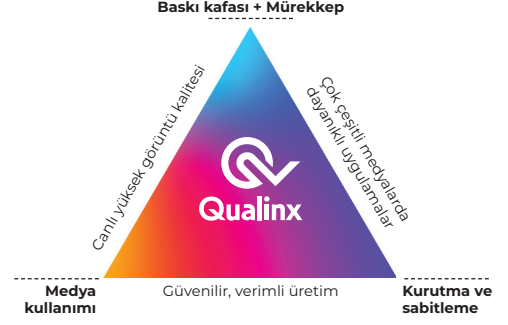 Baskı kafası + Mürekkep
Canlı yüksek görüntü kalitesi
Çok çeşitli medyalarda
dayanıklı uygulamalar
Qualinx
Medya
kullanımı
Güvenilir, verimli üretim
Kurutma ve
sabitleme